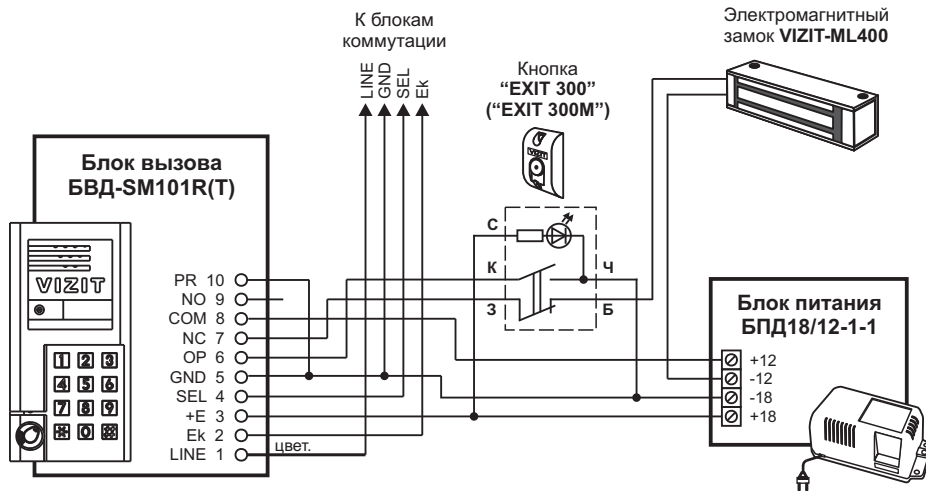 К блокам
коммутации
LINE
GND
SEL
Ek
Кнопка
“EXIT 300”
(“EXIT 300M”)
Электромагнитный
замок VIZIT-ML400
Блок вызова
БВД-SM101R(T)
VIZIT
1 2 3
4 5 6
7 8 9
* 0 #
PR 10
NO 9
COM 8
NC 7
OP 6
GND 5
SEL 4
+E 3
Ek 2
LINE 1
цвет.
VIZIT
С
К
Ч
З
Б
Блок питания
БПД18/12-1-1
+12
-12
-18
+18